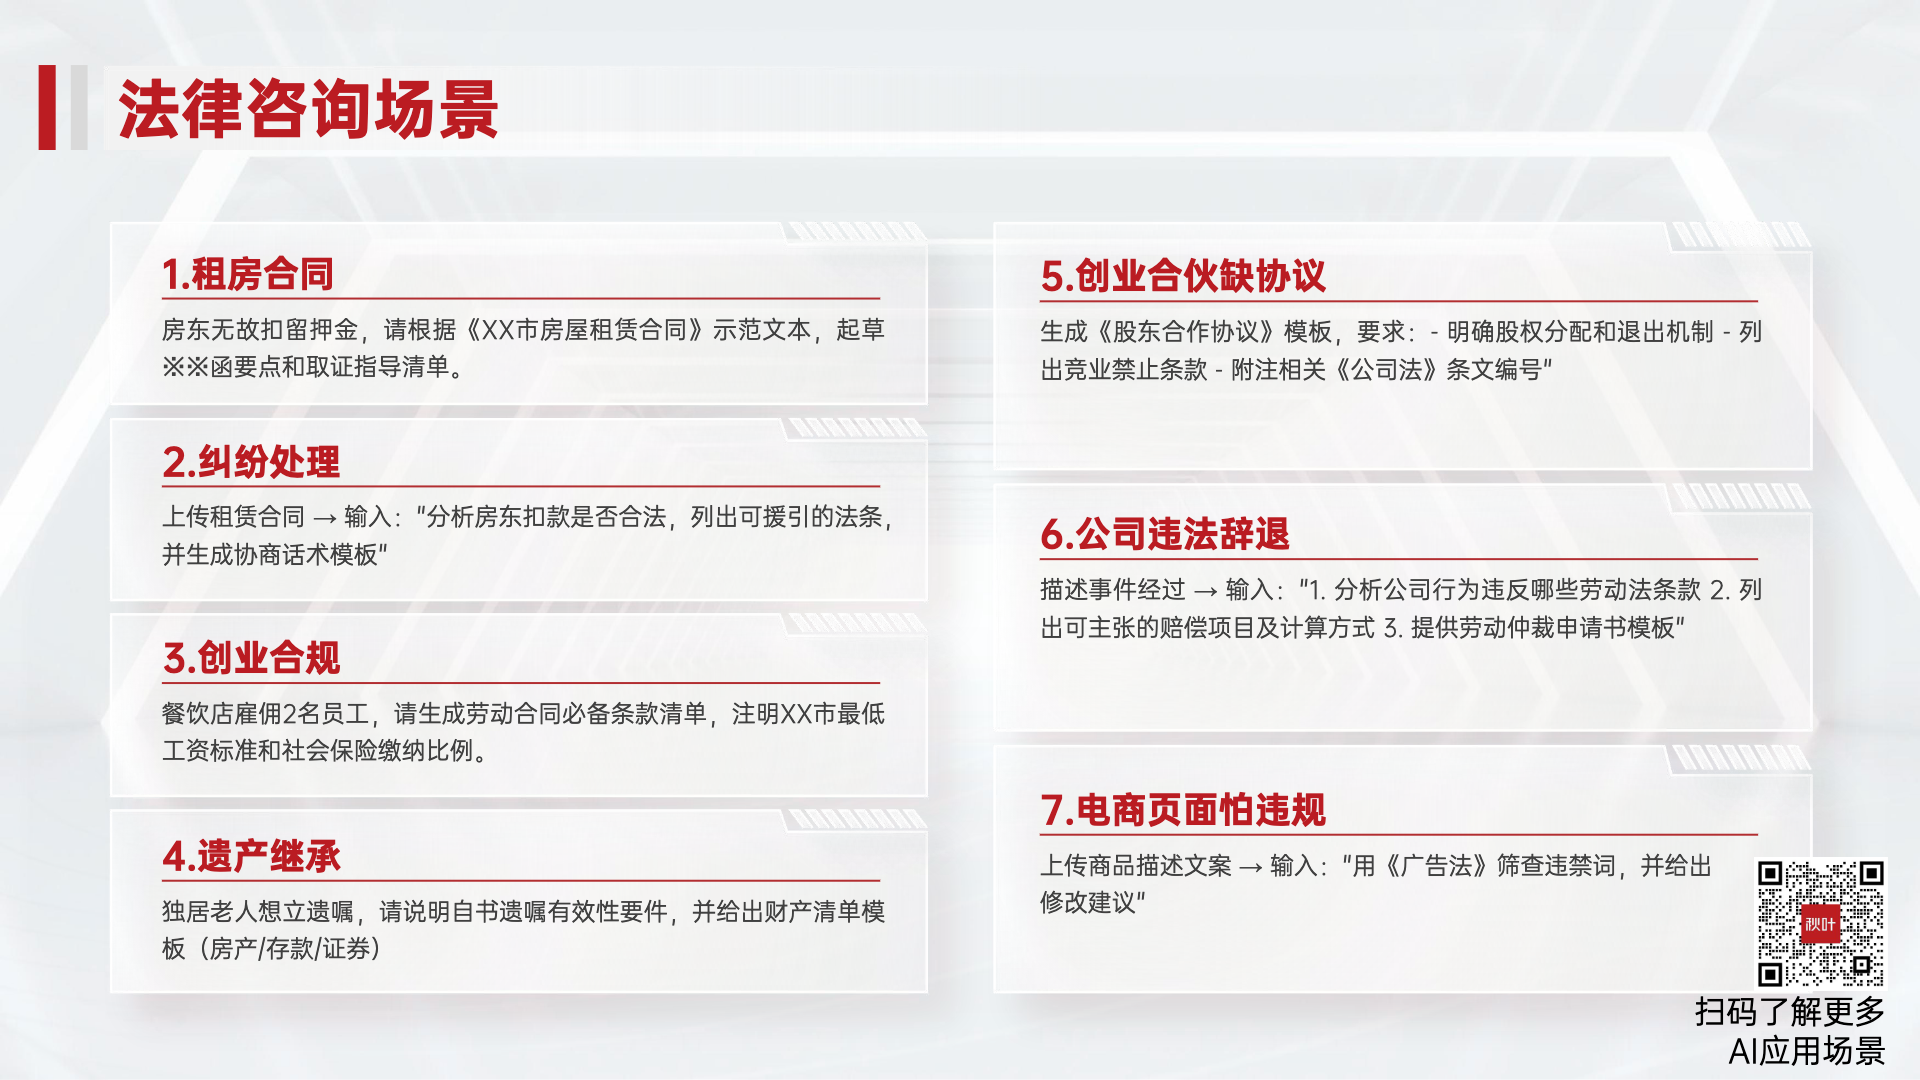 法律咨询场景
1.租房合同
房东无故扣留押金，请根据《XX市房屋租赁合同》示范文本，起草
※※函要点和取证指导清单。
2.纠纷处理
上传租赁合同 → 输入："分析房东扣款是否合法，列出可援引的法条，
并生成协商话术模板"
3.创业合规
餐饮店雇佣2名员工，请生成劳动合同必备条款清单，注明XX市最低
工资标准和社会保险缴纳比例。
4.遗产继承
独居老人想立遗嘱，请说明自书遗嘱有效性要件，并给出财产清单模
板（房产/存款/证券）
5.创业合伙缺协议
生成《股东合作协议》模板，要求：- 明确股权分配和退出机制 - 列
出竞业禁止条款 - 附注相关《公司法》条文编号"
6.公司违法辞退
描述事件经过 → 输入："1. 分析公司行为违反哪些劳动法条款 2. 列
出可主张的赔偿项目及计算方式 3. 提供劳动仲裁申请书模板"
7.电商页面怕违规
上传商品描述文案 → 输入："用《广告法》筛查违禁词，并给出
修改建议"
秋叶
扫码了解更多
AI应用场景